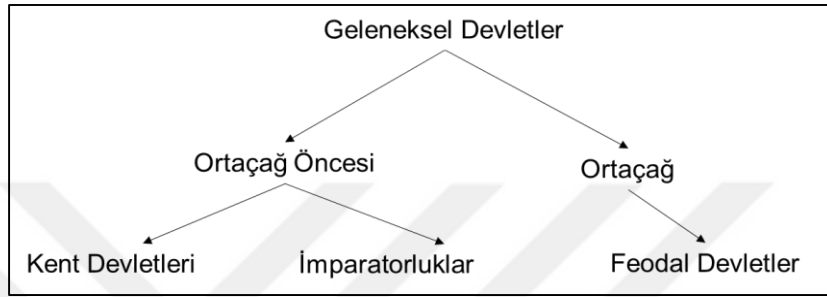 Geleneksel Devletler
Ortaçağ Öncesi
Ortaçağ
Kent Devletleri
İmparatorluklar
Feodal Devletler